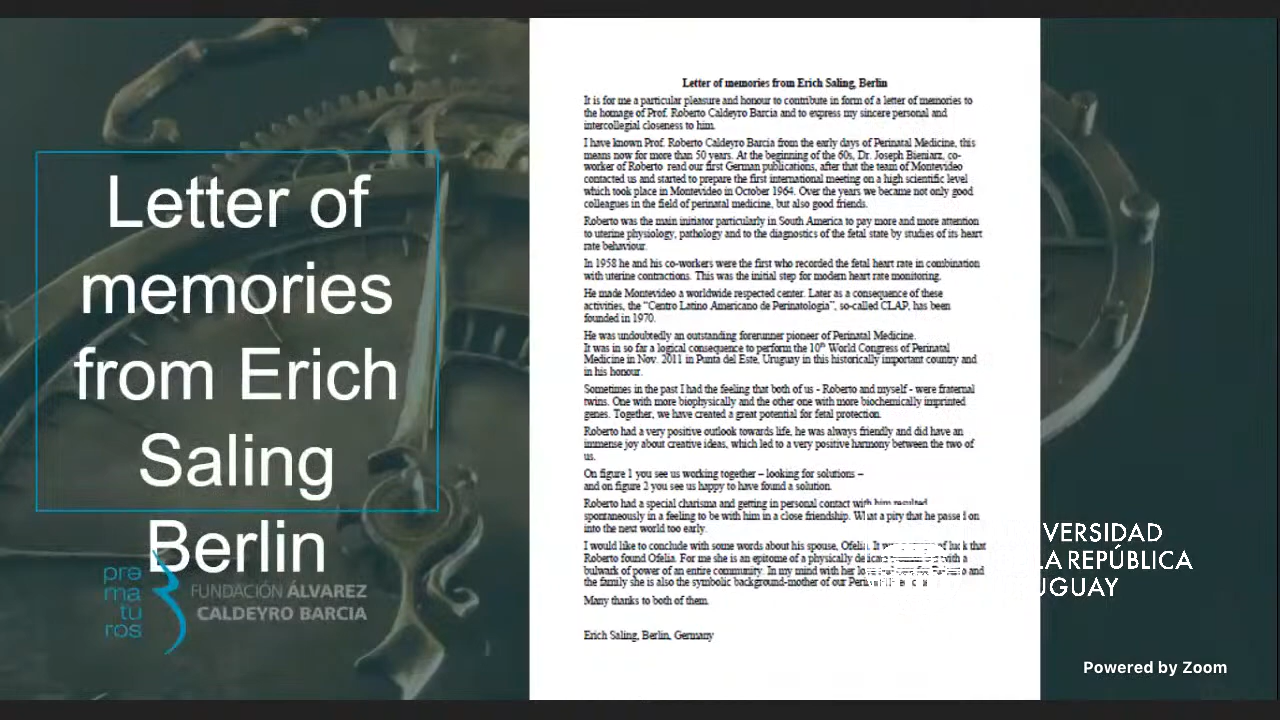 Letter of
memories
from Erich
Saling
Berlin
pre
ma
tu
ros
FUNDACIÓN ÁLVAREZ
CALDEYRO BARCIA
Letter of memories from Erich Saling, Berlin
It is for me a particular pleasure and honour to contribute in form of a letter of memories to
the homage of Prof. Roberto Caldeyro Barcia and to express my sincere personal and
intercollegial closeness to him.
I have known Prof. Roberto Caldeyro Barcia from the early days of Perinatal Medicine, this
means now for more than 50 years. At the beginning of the 60s, Dr. Joseph Bieniarz, co-
worker of Roberto read our first German publications, after that the team of Montevideo
contacted us and started to prepare the first international meeting on a high scientific level
which took place in Montevideo in October 1964. Over the years we became not only good
colleagues in the field of perinatal medicine, but also good friends.
Roberto was the main initiator particularly in South America to pay more and more attention
to uterine physiology, pathology and to the diagnostics of the fetal state by studies of its heart
rate behaviour.
In 1958 he and his co-workers were the first who recorded the fetal heart rate in combination
with uterine contractions. This was the initial step for modern heart rate monitoring.
He made Montevideo a worldwide respected center. Later as a consequence of these
activities, the "Centro Latino Americano de Perinatologia", so-called CLAP, has been
founded in 1970.
He was undoubtedly an outstanding forerunner pioneer of Perinatal Medicine.
It was in so far a logical consequence to perform the 10th World Congress of Perinatal
Medicine in Nov. 2011 in Punta del Este, Uruguay in this historically important country and
in his honour.
Sometimes in the past I had the feeling that both of us - Roberto and myself - were fraternal
twins. One with more biophysically and the other one with more biochemically imprinted
genes. Together, we have created a great potential for fetal protection.
Roberto had a very positive outlook towards life, he was always friendly and did have an
immense joy about creative ideas, which led to a very positive harmony between the two of
us.
On figure 1 you see us working together – looking for solutions –
and on figure 2 you see us happy to have found a solution.
Roberto had a special charisma and getting in personal contact with him resulted
spontaneously in a feeling to be with him in a close friendship. What a pity that he passed on
into the next world too early.
I would like to conclude with some words about his spouse, Ofelia. It of luck that
Roberto found Ofelia. For me she is an epitome of a physically delicate with a
bulwark of power of an entire community. In my mind with her and
the family she is also the symbolic background-mother of our
Many thanks to both of them.
Erich Saling, Berlin, Germany
VERSIDAD
PÚBLICA
UGUAY
Powered by Zoom